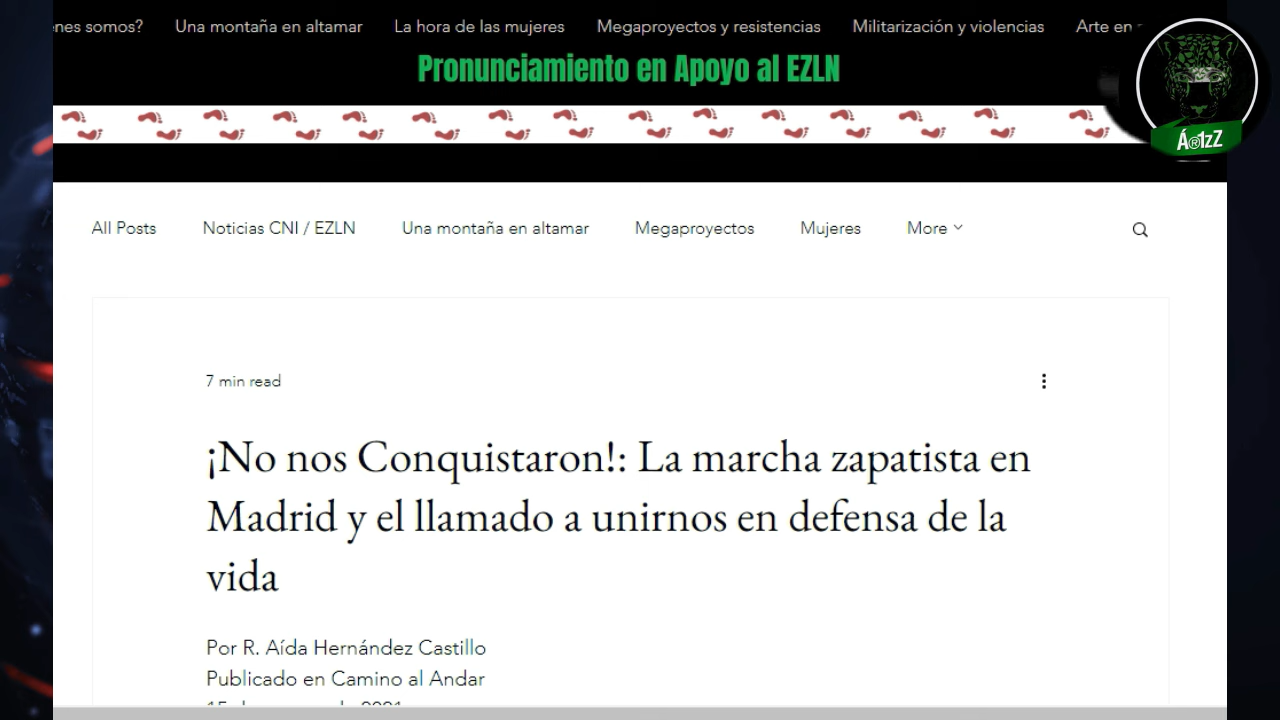 nes somos?
Una montaña en altamar
La hora de las mujeres
Megaproyectos y resistencias
Militarización y violencias
Arte en
Pronunciamiento en Apoyo al EZLN
Á®1zZ
All Posts
Noticias CNI / EZLN
Una montaña en altamar
Megaproyectos
Mujeres
More
7 min read
¡No nos Conquistaron!: La marcha zapatista en
Madrid y el llamado a unirnos en defensa de la
vida
Por R. Aída Hernández Castillo
Publicado en Camino al Andar